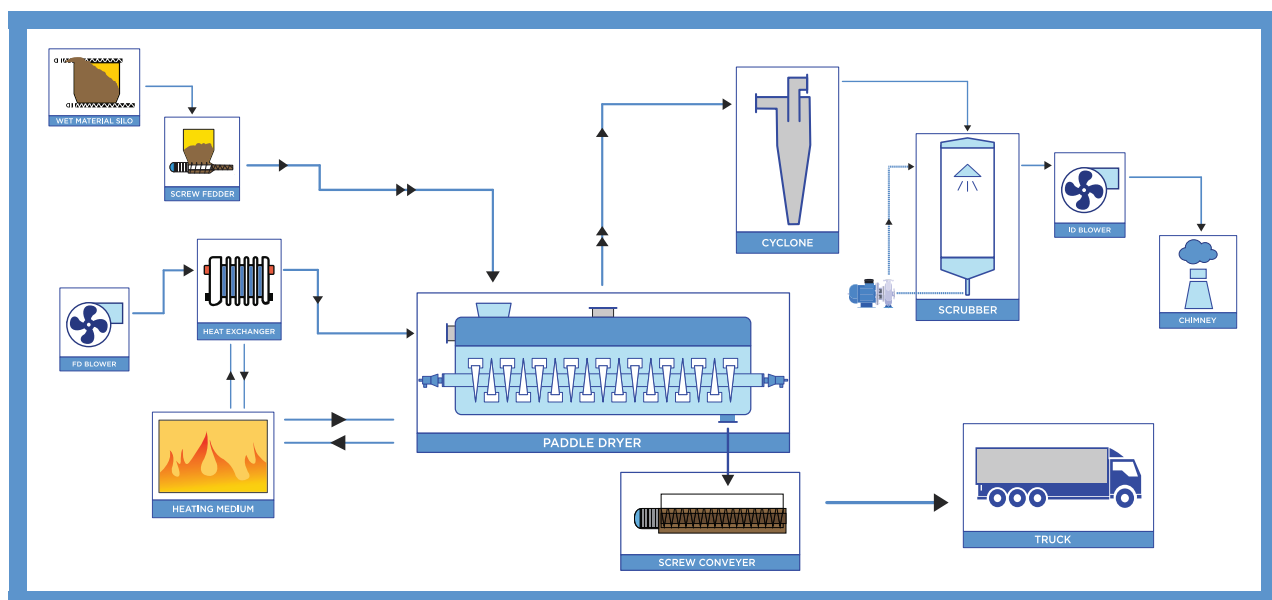 WET MATERIAL SILO
SCREW FEDDER
CYCLONE
ID BLOWER
SCRUBBER
CHIMNEY
HEAT EXCHANGER
FD BLOWER
PADDLE DRYER
HEATING MEDIUM
TRUCK
SCREW CONVEYER